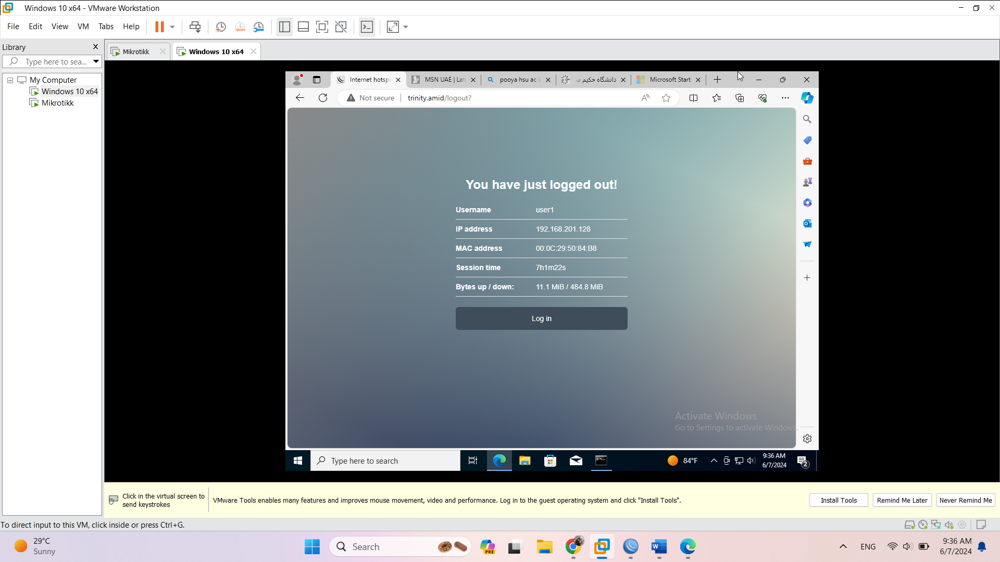 Windows 10 x64 - VMware Workstation
File Edit View VM Tabs Help
Library
Type here to sea...
My Computer
Windows 10 x64
Mikrotikk
Mikrotikk
Windows 10 x64
Internet hotsp
MSN UAE | Lat
pooya hsu ac i
دانشگاه حکیم س
Microsoft Start
Not secure
trinity.amid/logout?
You have just logged out!
Username user1
IP address 192.168.201.128
MAC address 00:0C:29:50:84:B8
Session time 7h1m22s
Bytes up / down: 11.1 MiB / 484.8 MiB
Log in
Activate Windows
Go to Settings to activate Windows.
Type here to search
84°F
9:36 AM
6/7/2024
2
Click in the virtual screen to
send keystrokes
VMware Tools enables many features and improves mouse movement, video and performance. Log in to the guest operating system and click "Install Tools".
Install Tools
Remind Me Later
Never Remind Me
To direct input to this VM, click inside or press Ctrl+G.
29°C
Sunny
Search
PRE
ENG
9:36 AM
6/7/2024